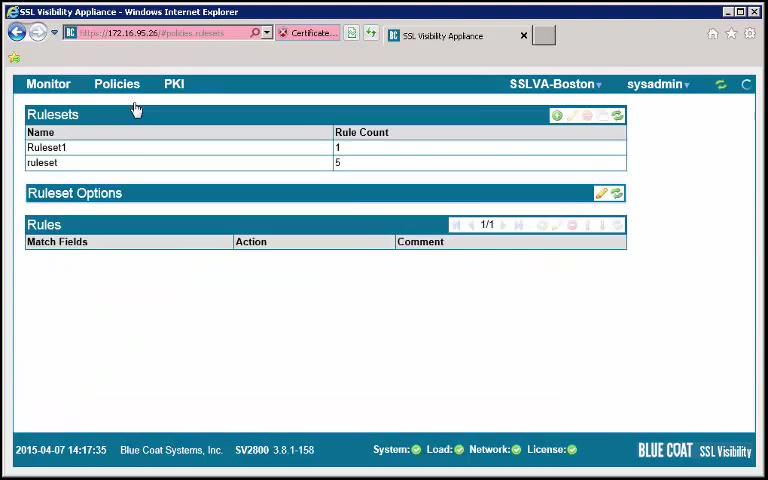 SSL Visibility Appliance - Windows Internet Explorer
https://172.16.95.26/#policies.rulesets
Certificate...
SSL Visibility Appliance
Monitor Policies PKI SSLVA-Boston sysadmin
Rulesets
Name Rule Count
Ruleset1 1
ruleset 5
Ruleset Options
Rules 1/1
Match Fields Action Comment
2015-04-07 14:17:35 Blue Coat Systems, Inc. SV2800 3.8.1-158 System: Load: Network: License: BLUE COAT SSL Visibility